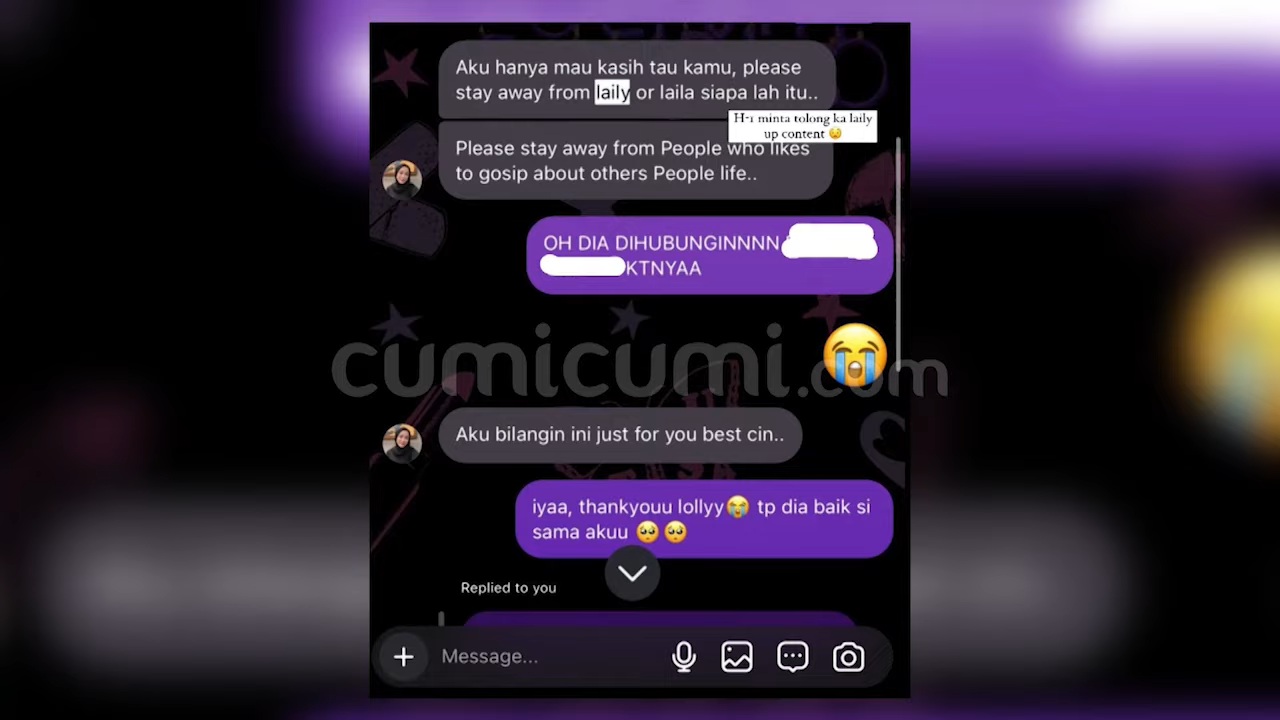 Aku hanya mau kasih tau kamu, please
stay away from laily or laila siapa lah itu..
H-1 minta tolong ka laily
up content 😔
Please stay away from People who likes
to gosip about others People life..
OH DIA DIHUBUNGINNNN
KTNYAA
😭
cumicumi.com
Aku bilangin ini just for you best cin..
iyaa, thankyouu lollyy😭 tp dia baik si
sama akuu 🥺🥺
Replied to you
Message...